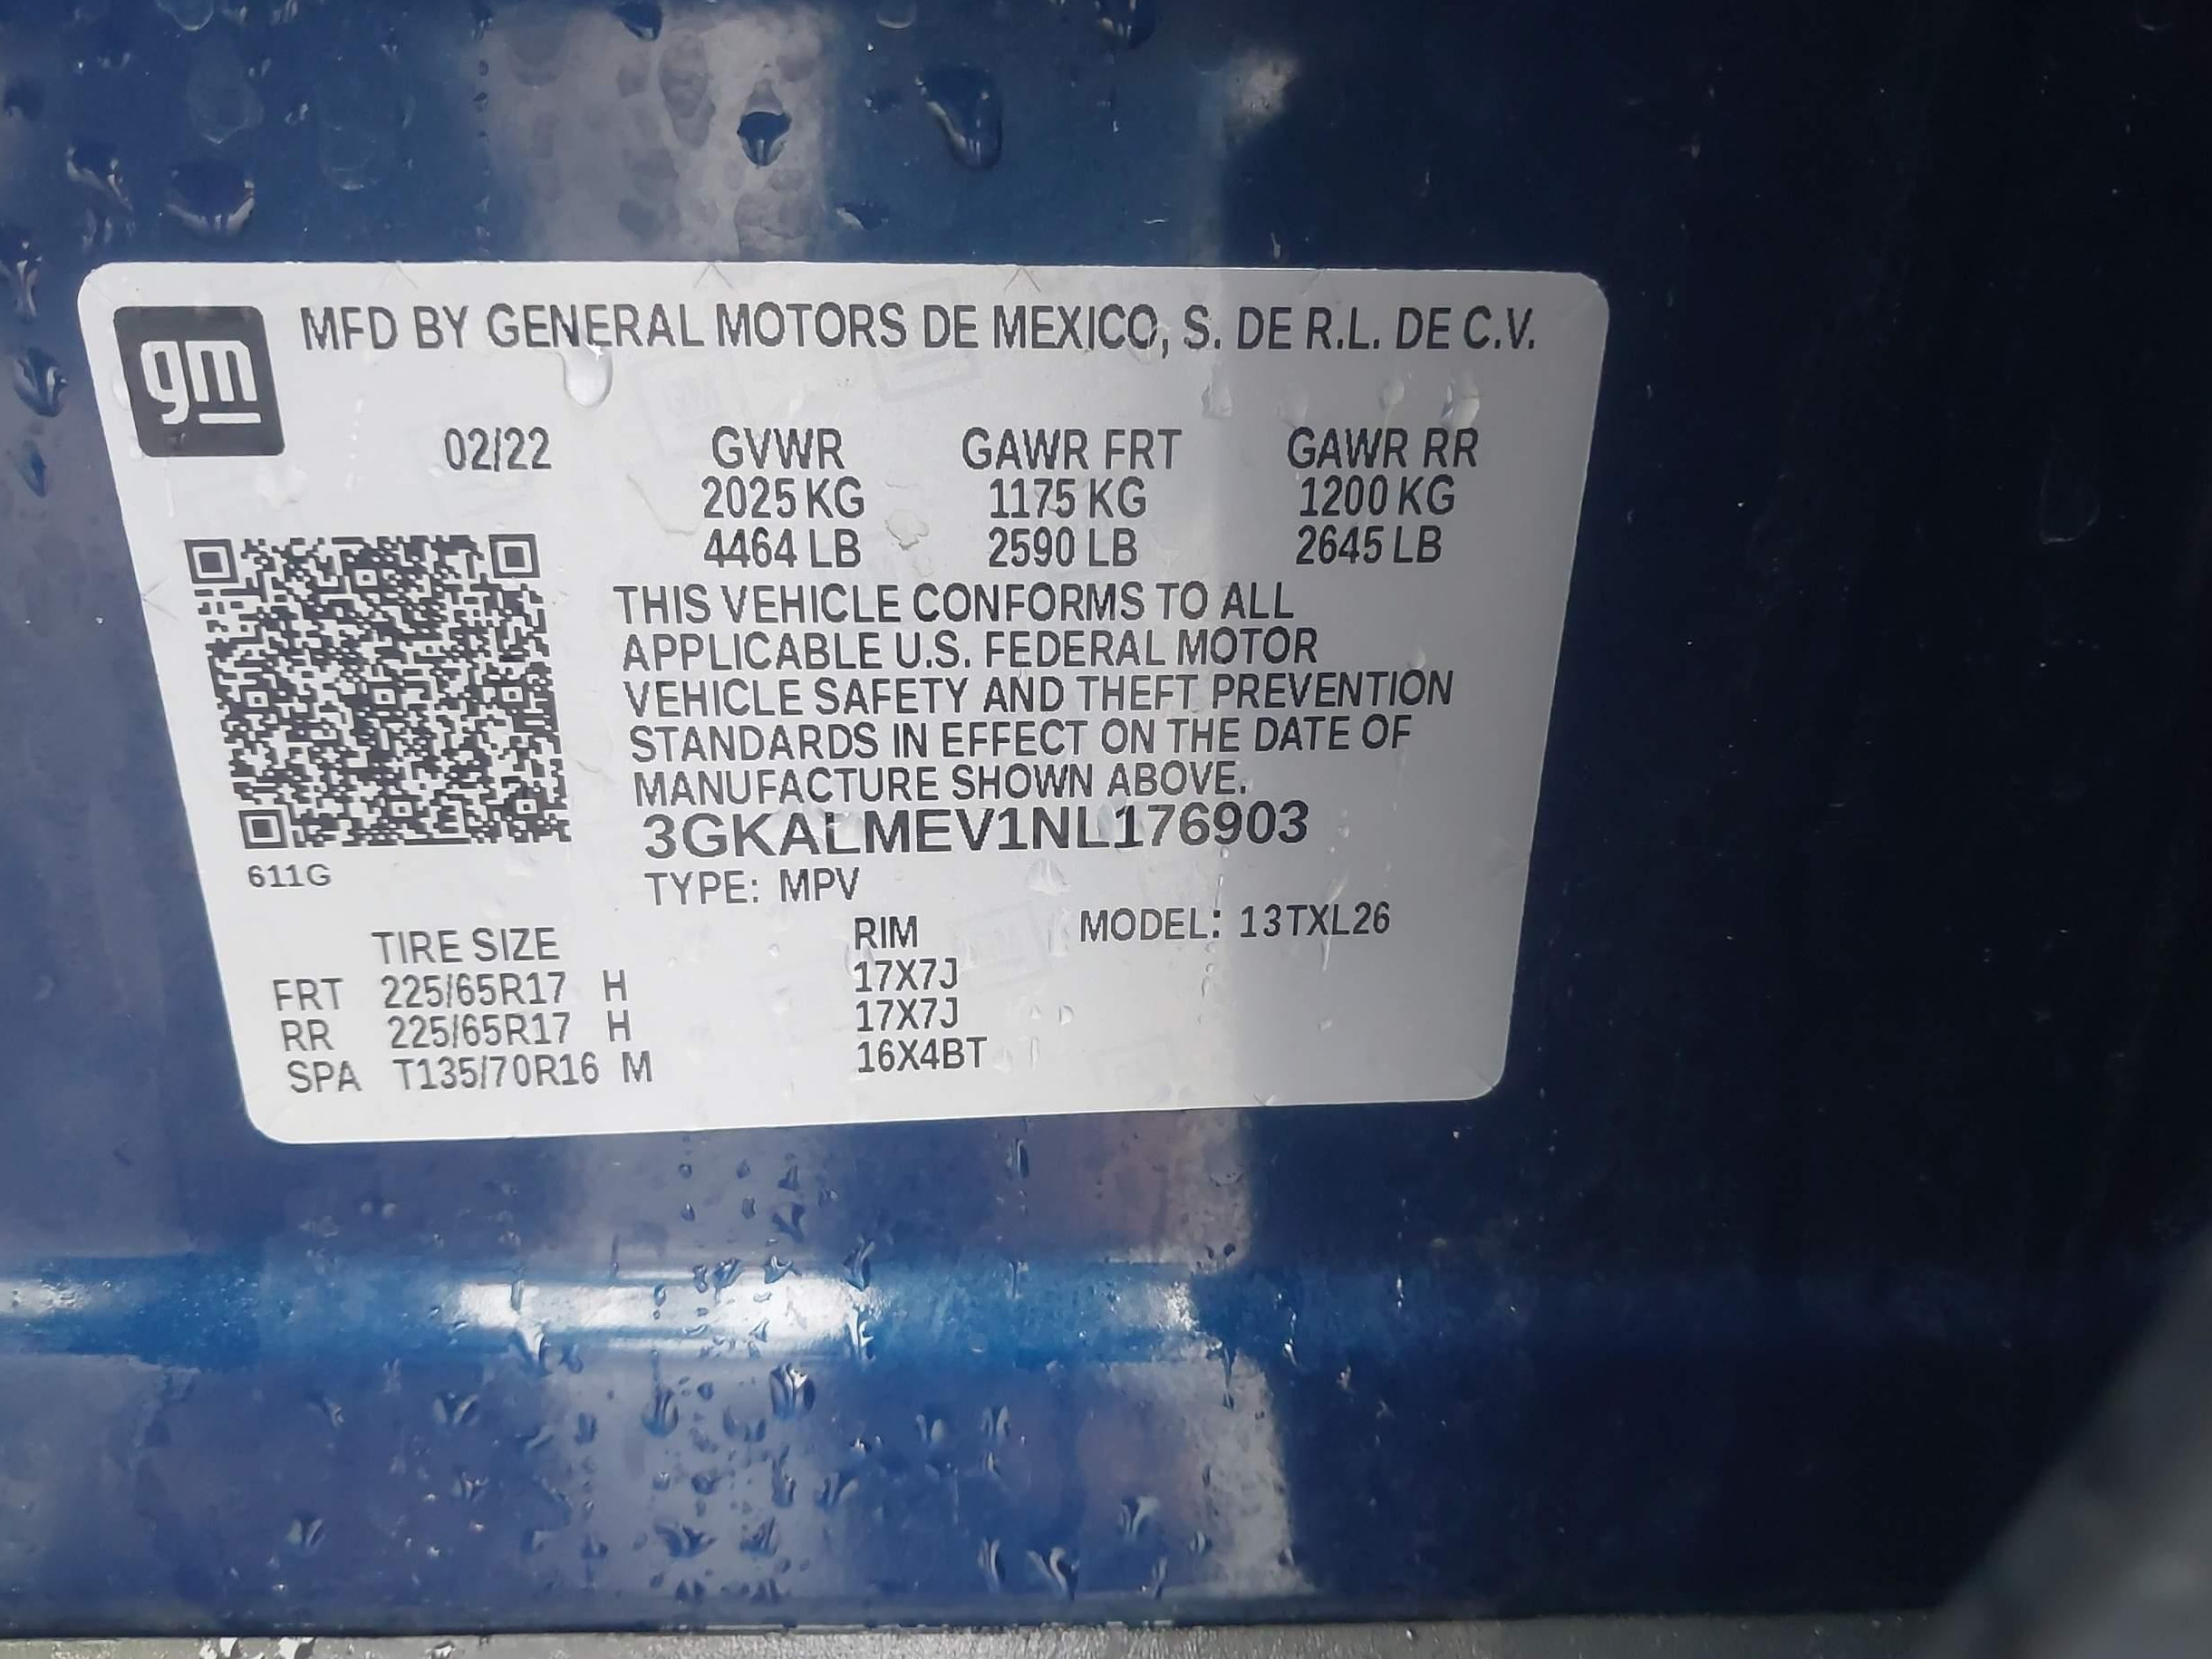 gm
MFD BY GENERAL MOTORS DE MEXICO, S. DE R.L. DE C.V.
02/22 GVWR GAWR FRT GAWR RR
2025 KG 1175 KG 1200 KG
4464 LB 2590 LB 2645 LB
THIS VEHICLE CONFORMS TO ALL
APPLICABLE U.S. FEDERAL MOTOR
VEHICLE SAFETY AND THEFT PREVENTION
STANDARDS IN EFFECT ON THE DATE OF
MANUFACTURE SHOWN ABOVE.
3GKALMEV1NL176903
611G
TYPE: MPV
TIRE SIZE RIM MODEL: 13TXL26
FRT 225/65R17 H 17X7J
RR 225/65R17 H 17X7J
SPA T135/70R16 M 16X4BT